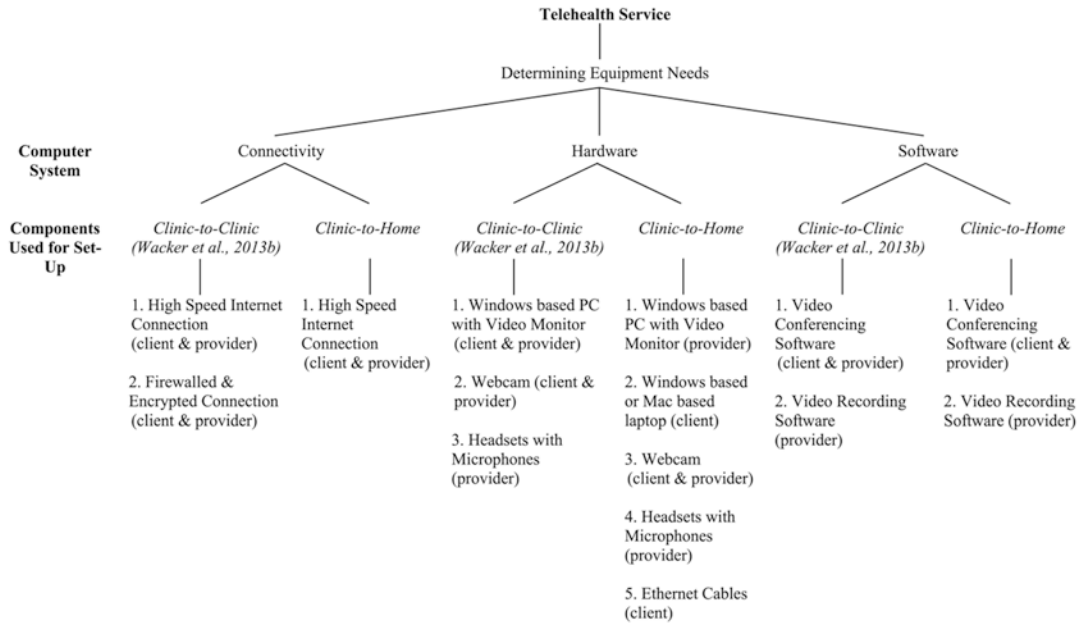 Telehealth Service
Determining Equipment Needs
Computer
System
Connectivity
Hardware
Software
Components
Used for Set-
Up
Clinic-to-Clinic
(Wacker et al., 2013b)
Clinic-to-Home
Clinic-to-Clinic
(Wacker et al., 2013b)
Clinic-to-Home
Clinic-to-Clinic
(Wacker et al., 2013b)
Clinic-to-Home
1. High Speed Internet
Connection
(client & provider)
2. Firewalled &
Encrypted Connection
(client & provider)
1. High Speed
Internet
Connection
(client & provider)
1. Windows based PC
with Video Monitor
(client & provider)
2. Webcam (client &
provider)
3. Headsets with
Microphones
(provider)
1. Windows based
PC with Video
Monitor (provider)
2. Windows based
or Mac based
laptop (client)
3. Webcam
(client & provider)
4. Headsets with
Microphones
(provider)
5. Ethernet Cables
(client)
1. Video
Conferencing
Software
(client & provider)
2. Video Recording
Software
(provider)
1. Video
Conferencing
Software (client &
provider)
2. Video Recording
Software (provider)